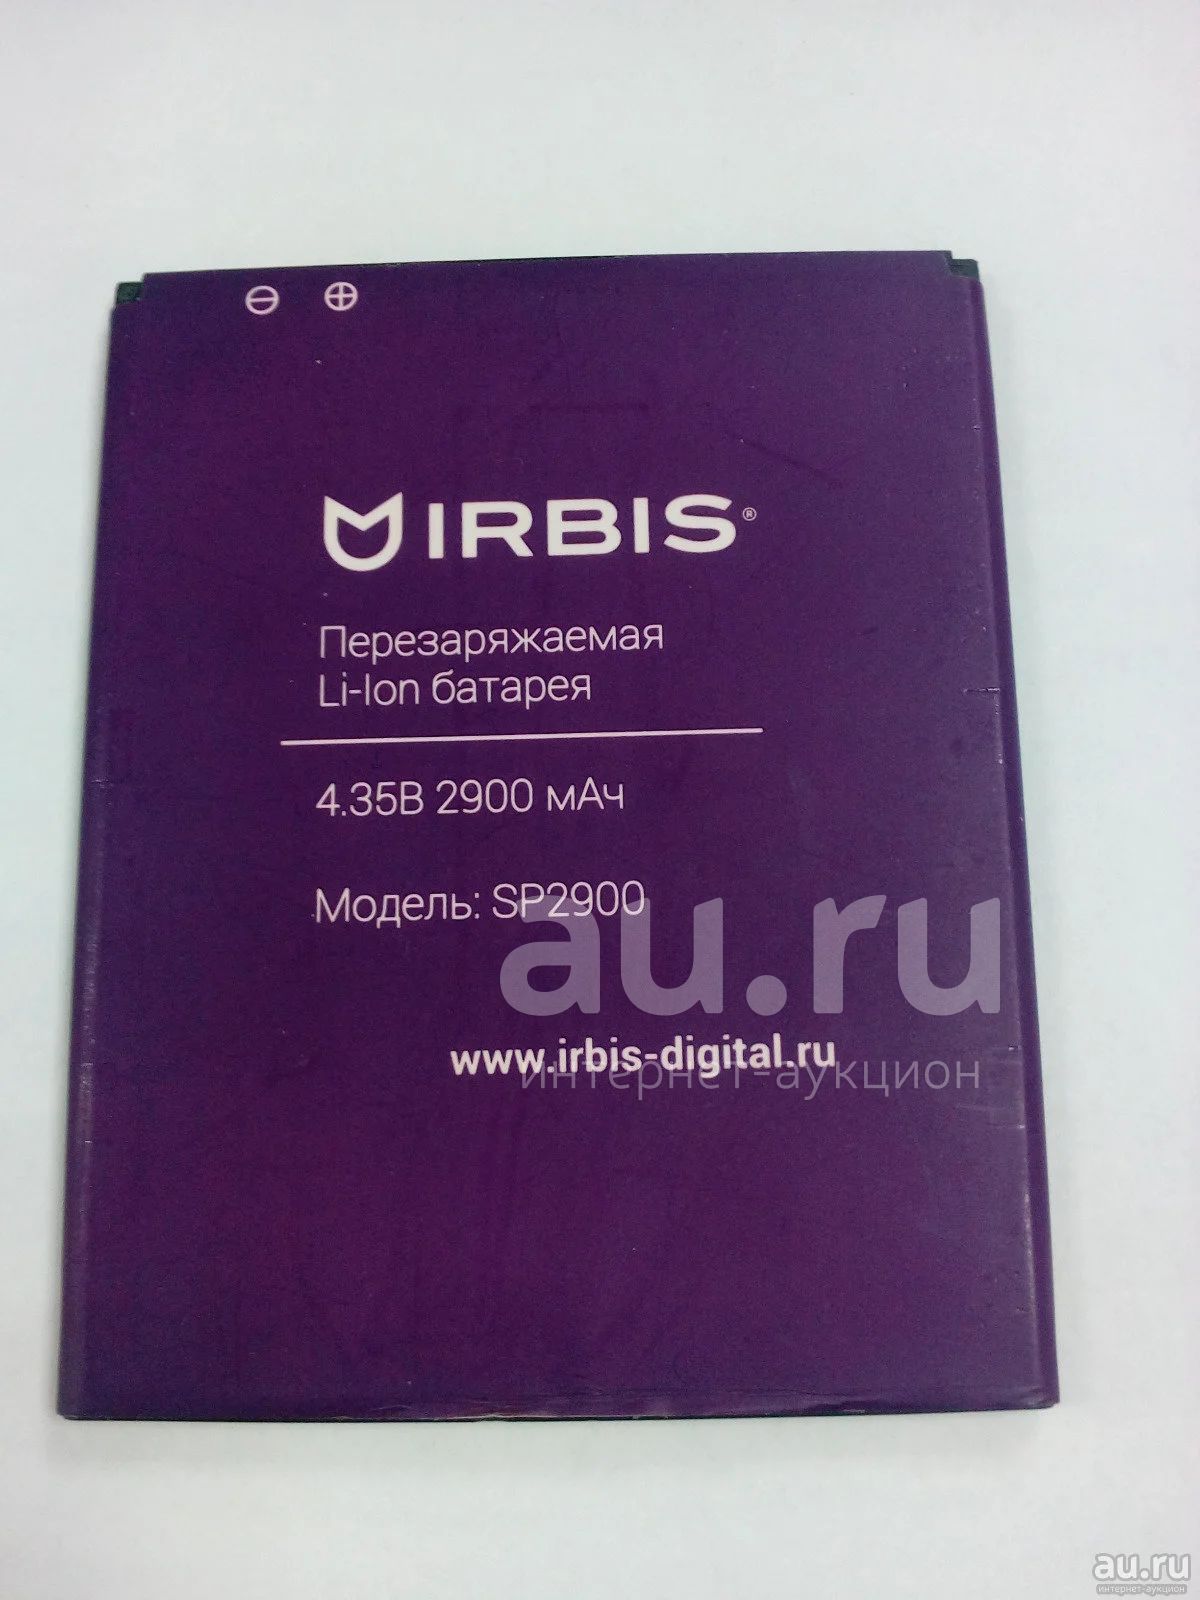 IRBIS®
Перезаряжаемая
Li-Ion батарея
4.35В 2900 мАч
Модель: SP2900
au.ru
www.irbis-digital.ru
интернет-аукцион
au.ru
интернет-аукцион